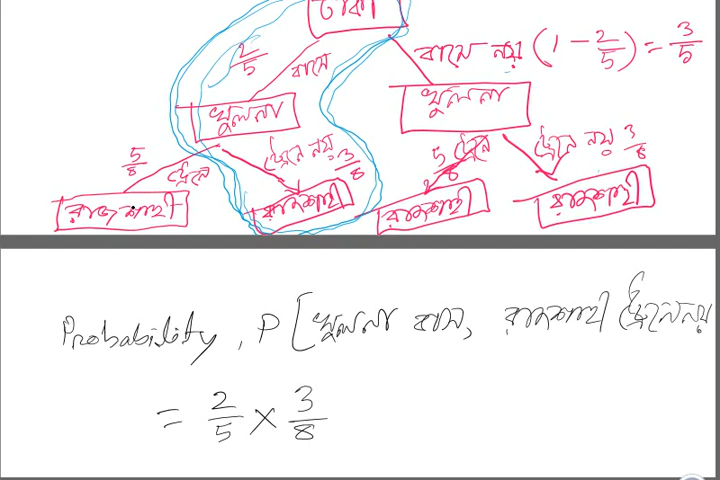 ঢাকা
2/5 বাসে বাসে নয় (1 - 2/5) = 3/5
খুলনা খুলনা
5/8 ট্রেনে ট্রেনে নয় 3/8 5/8 ট্রেনে ট্রেনে নয় 3/8
রাজশাহী রাজশাহী রাজশাহী রাজশাহী
Probability, P [খুলনা বাস, রাজশাহী ট্রেনে নয়
= 2/5 × 3/8